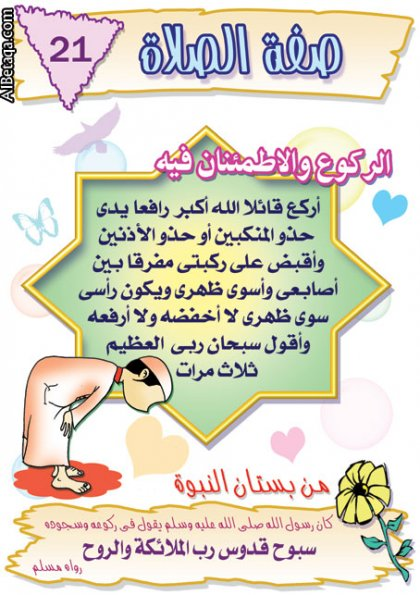 AlBetaqa.com
21
صفة الصلاة
الركوع والاطمئنان فيه
أركع قائلا الله أكبر رافعا يدى
حذو المنكبين أو حذو الأذنين
وأقبض على ركبتى مفرقا بين
أصابعى وأسوى ظهرى ويكون رأسى
سوى ظهرى لا أخفضه ولا أرفعه
وأقول سبحان ربى العظيم
ثلاث مرات
من بستان النبوة
كان رسول الله صلى الله عليه وسلم يقول فى ركوعه وسجوده
سبوح قدوس رب الملائكة والروح
رواه مسلم